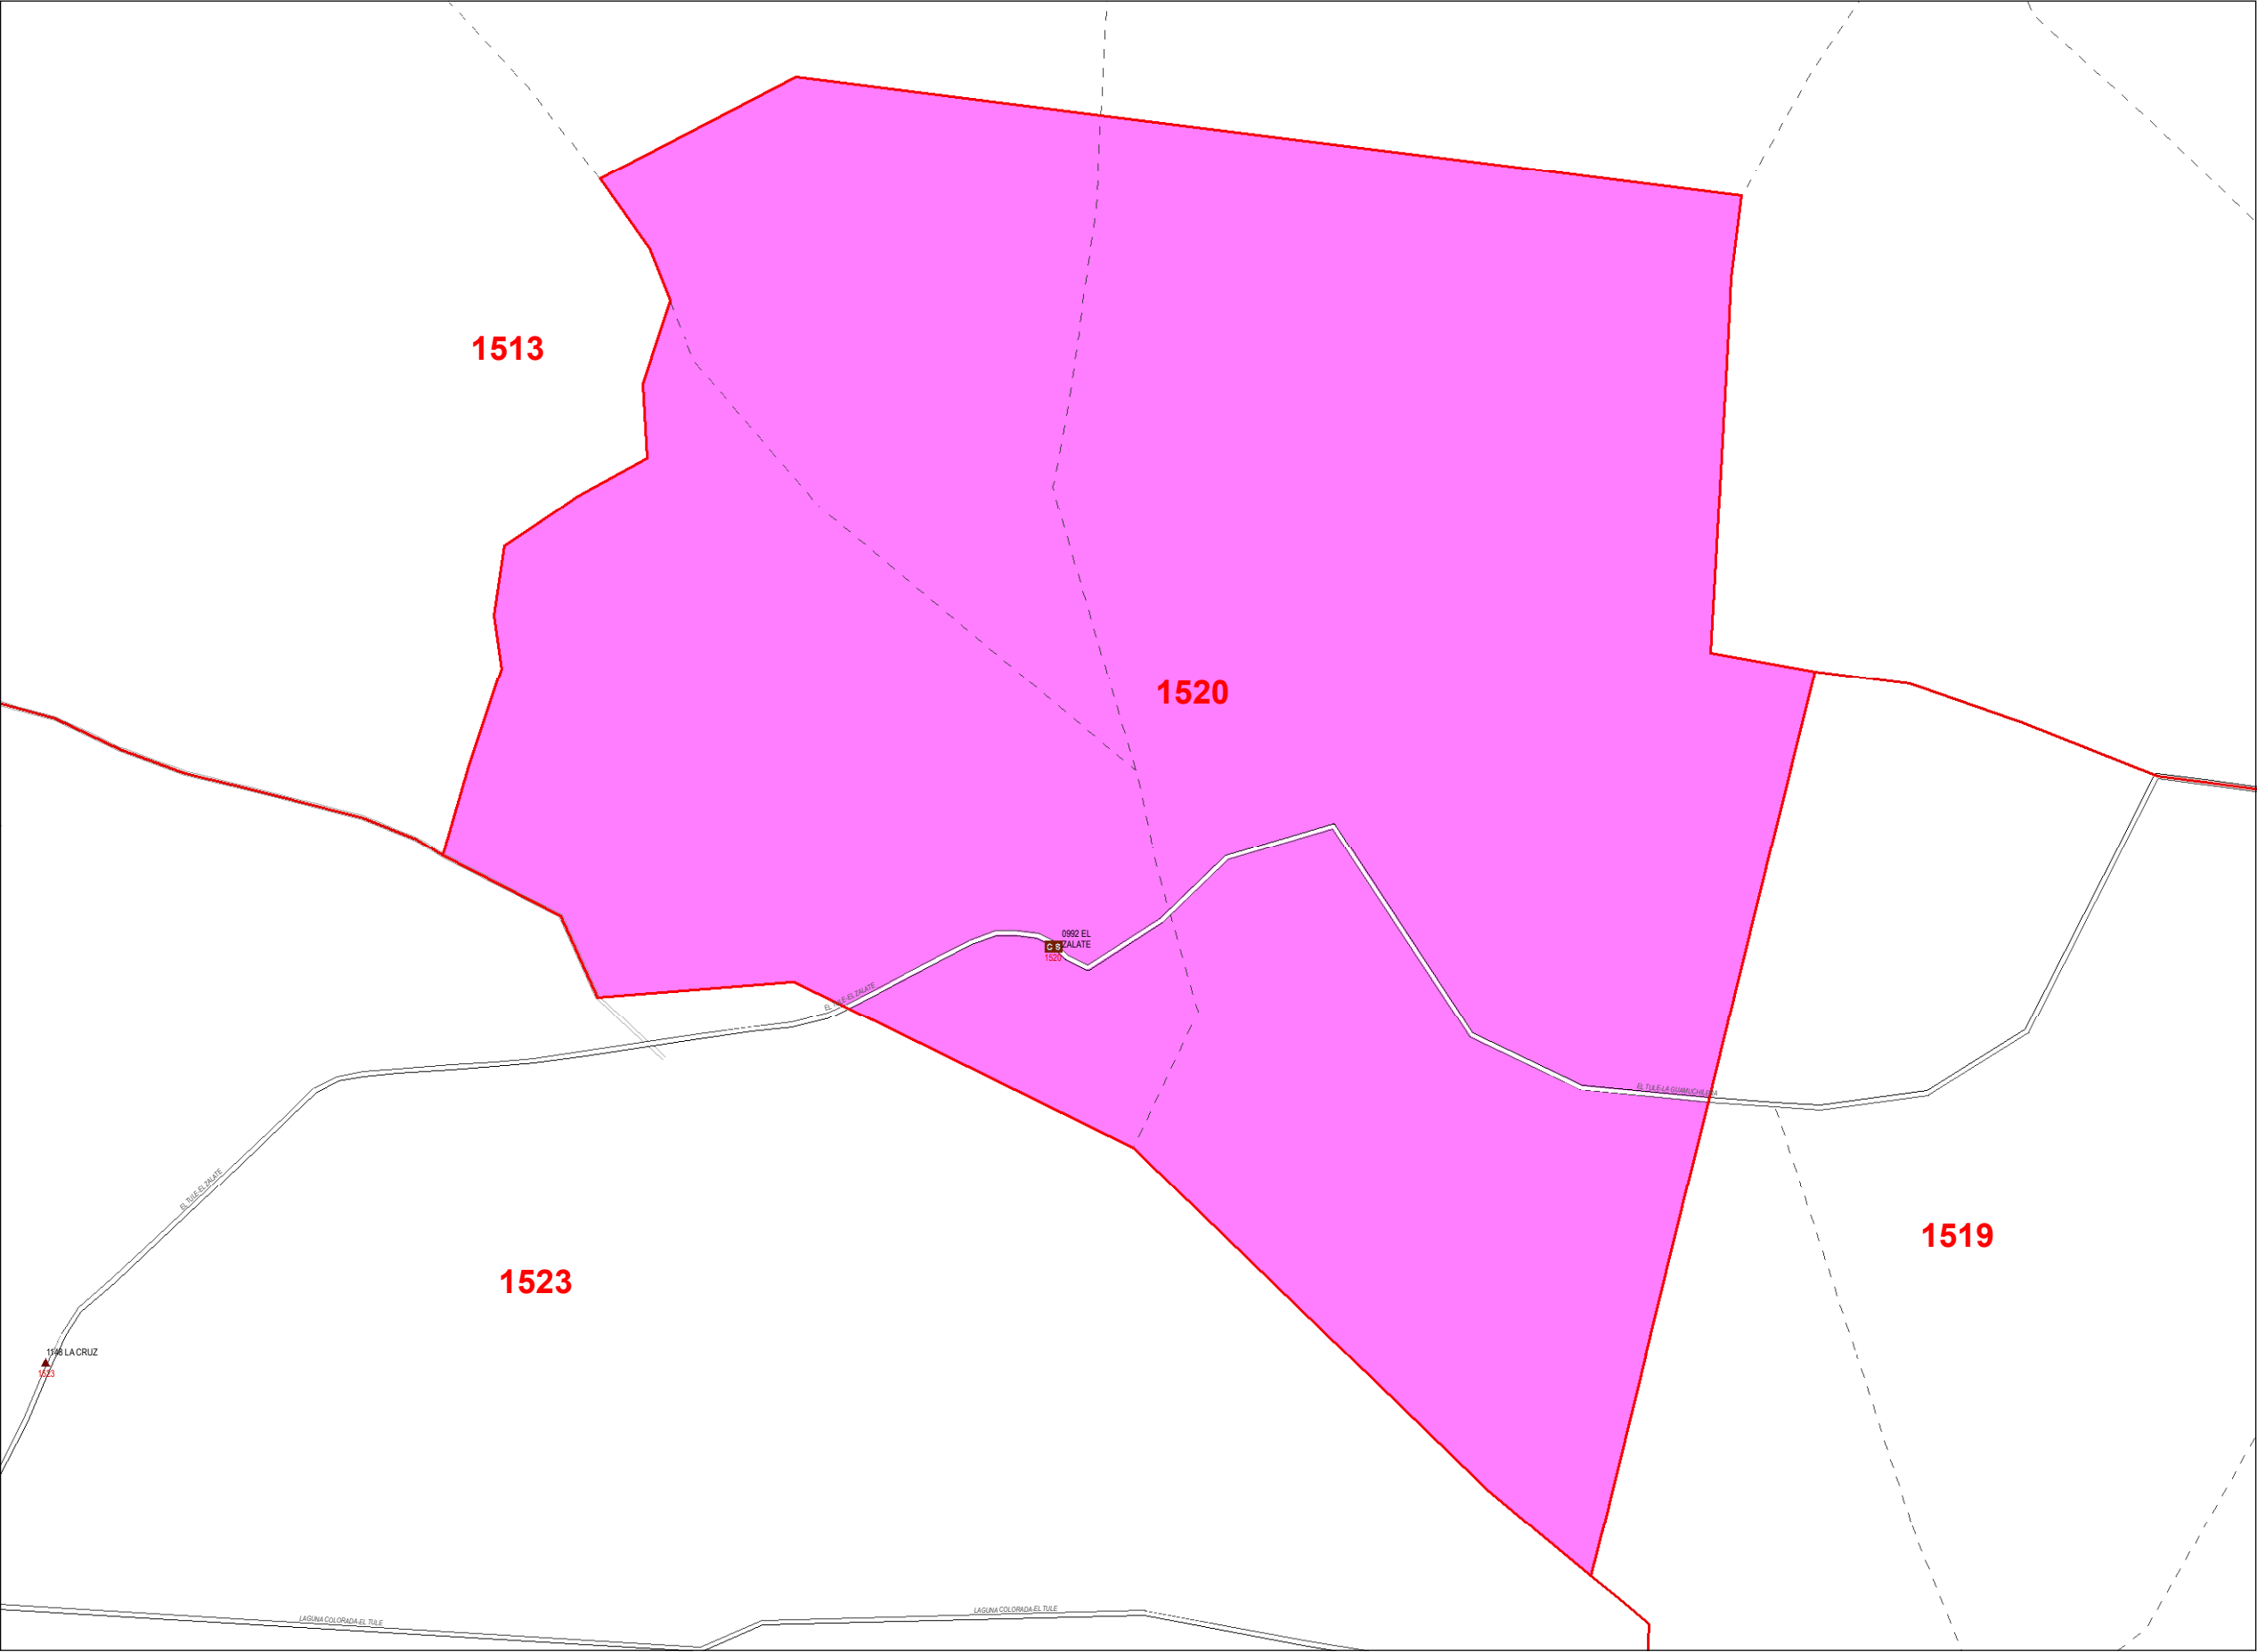 1513
1520
0992 EL
ZALATE
C S
1520
EL TULE-EL ZALATE
EL TULE-LA GUAMUCHILERA
EL TULE-EL ZALATE
1519
1523
1148 LA CRUZ
1523
LAGUNA COLORADA-EL TULE
LAGUNA COLORADA-EL TULE